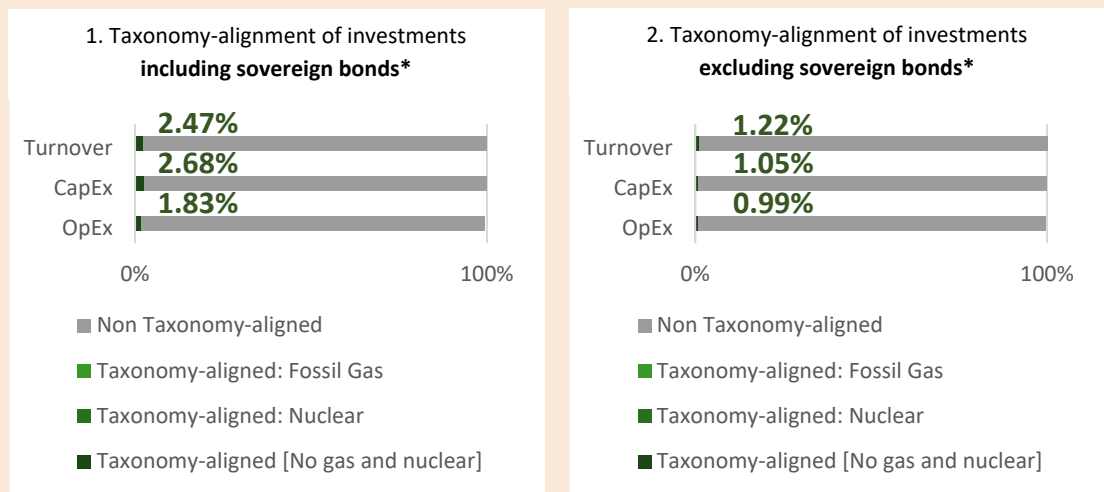 1. Taxonomy-alignment of investments
including sovereign bonds*
2.47%
Turnover
2.68%
CapEx
1.83%
OpEx
0%
100%
Non Taxonomy-aligned
Taxonomy-aligned: Fossil Gas
Taxonomy-aligned: Nuclear
Taxonomy-aligned [No gas and nuclear]
2. Taxonomy-alignment of investments
excluding sovereign bonds*
1.22%
Turnover
1.05%
CapEx
0.99%
OpEx
0%
100%
Non Taxonomy-aligned
Taxonomy-aligned: Fossil Gas
Taxonomy-aligned: Nuclear
Taxonomy-aligned [No gas and nuclear]